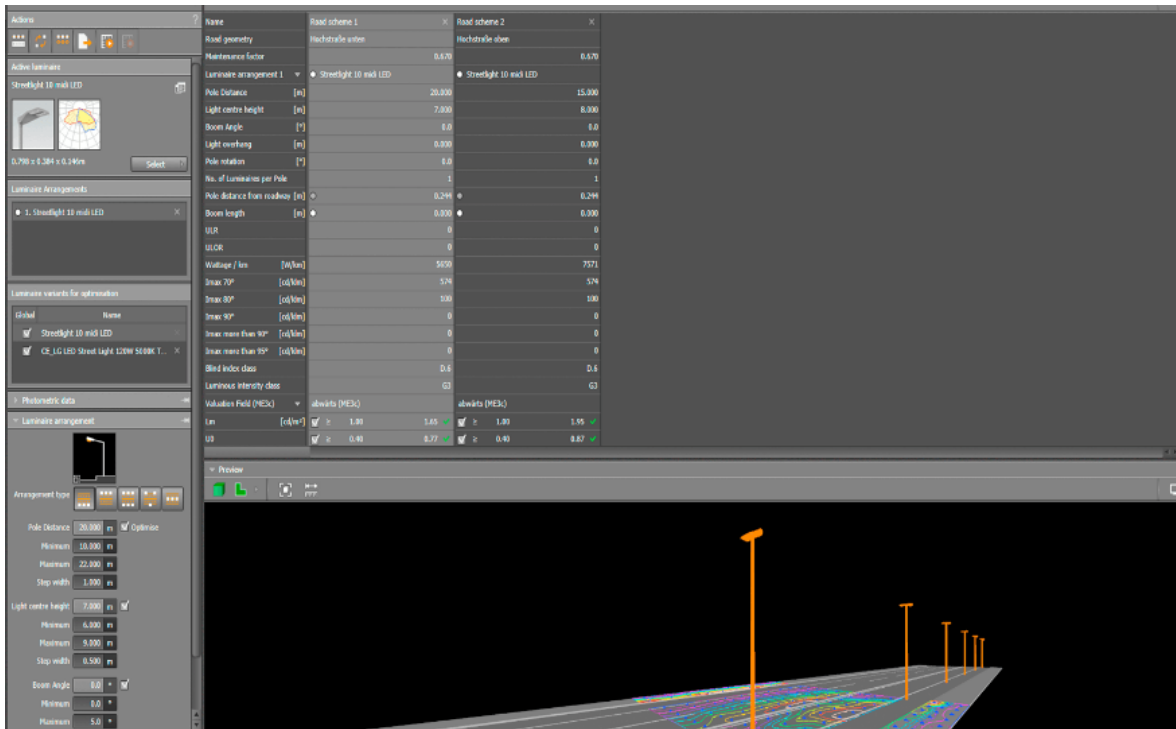 Actions ?
Active luminaire
Streetlight 10 midi LED
0.798 x 0.384 x 0.146m Select
Luminaire Arrangements
1. Streetlight 10 midi LED ×
Luminaire variants for optimisation
Global Name
Streetlight 10 midi LED ×
CE_LG LED Street Light 120W 5000K T... ×
Photometric data
Luminaire arrangement
Arrangement type
Pole Distance 20.000 m Optimise
Minimum 10.000 m
Maximum 22.000 m
Step width 1.000 m
Light centre height 7.000 m
Minimum 6.000 m
Maximum 9.000 m
Step width 0.500 m
Boom Angle 0.0 °
Minimum 0.0 °
Maximum 5.0 °
Name Road scheme 1 × Road scheme 2 ×
Road geometry Hochstraße unten Hochstraße oben
Maintenance factor 0.670 0.670
Luminaire arrangement 1 Streetlight 10 midi LED Streetlight 10 midi LED
Pole Distance [m] 20.000 15.000
Light centre height [m] 7.000 8.000
Boom Angle [°] 0.0 0.0
Light overhang [m] 0.000 0.000
Pole rotation [°] 0.0 0.0
No. of Luminaires per Pole 1 1
Pole distance from roadway [m] 0.244 0.244
Boom length [m] 0.000 0.000
ULR 0 0
ULOR 0 0
Wattage / km [W/km] 5650 7571
Imax 70° [cd/klm] 574 574
Imax 80° [cd/klm] 100 100
Imax 90° [cd/klm] 0 0
Imax more than 90° [cd/klm] 0 0
Imax more than 95° [cd/klm] 0 0
Blind index class D.6 D.6
Luminous intensity class G3 G3
Valuation Field (ME3c) abwärts (ME3c) abwärts (ME3c)
Lm [cd/m²] ≥ 1.00 1.65 ≥ 1.00 1.95
U0 ≥ 0.40 0.77 ≥ 0.40 0.87
Preview